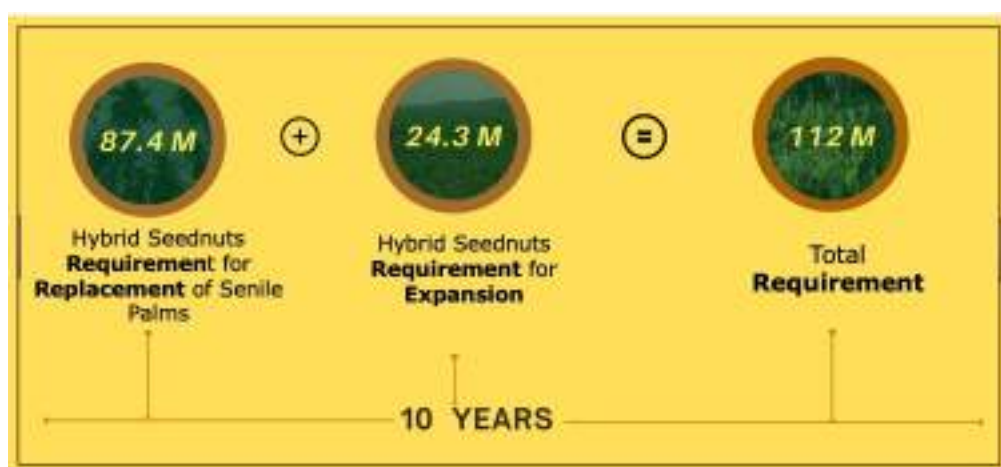 87.4 M
+
24.3 M
=
112 M
Hybrid Seednuts
Requirement for
Replacement of Senile
Palms
Hybrid Seednuts
Requirement for
Expansion
Total
Requirement
10 YEARS